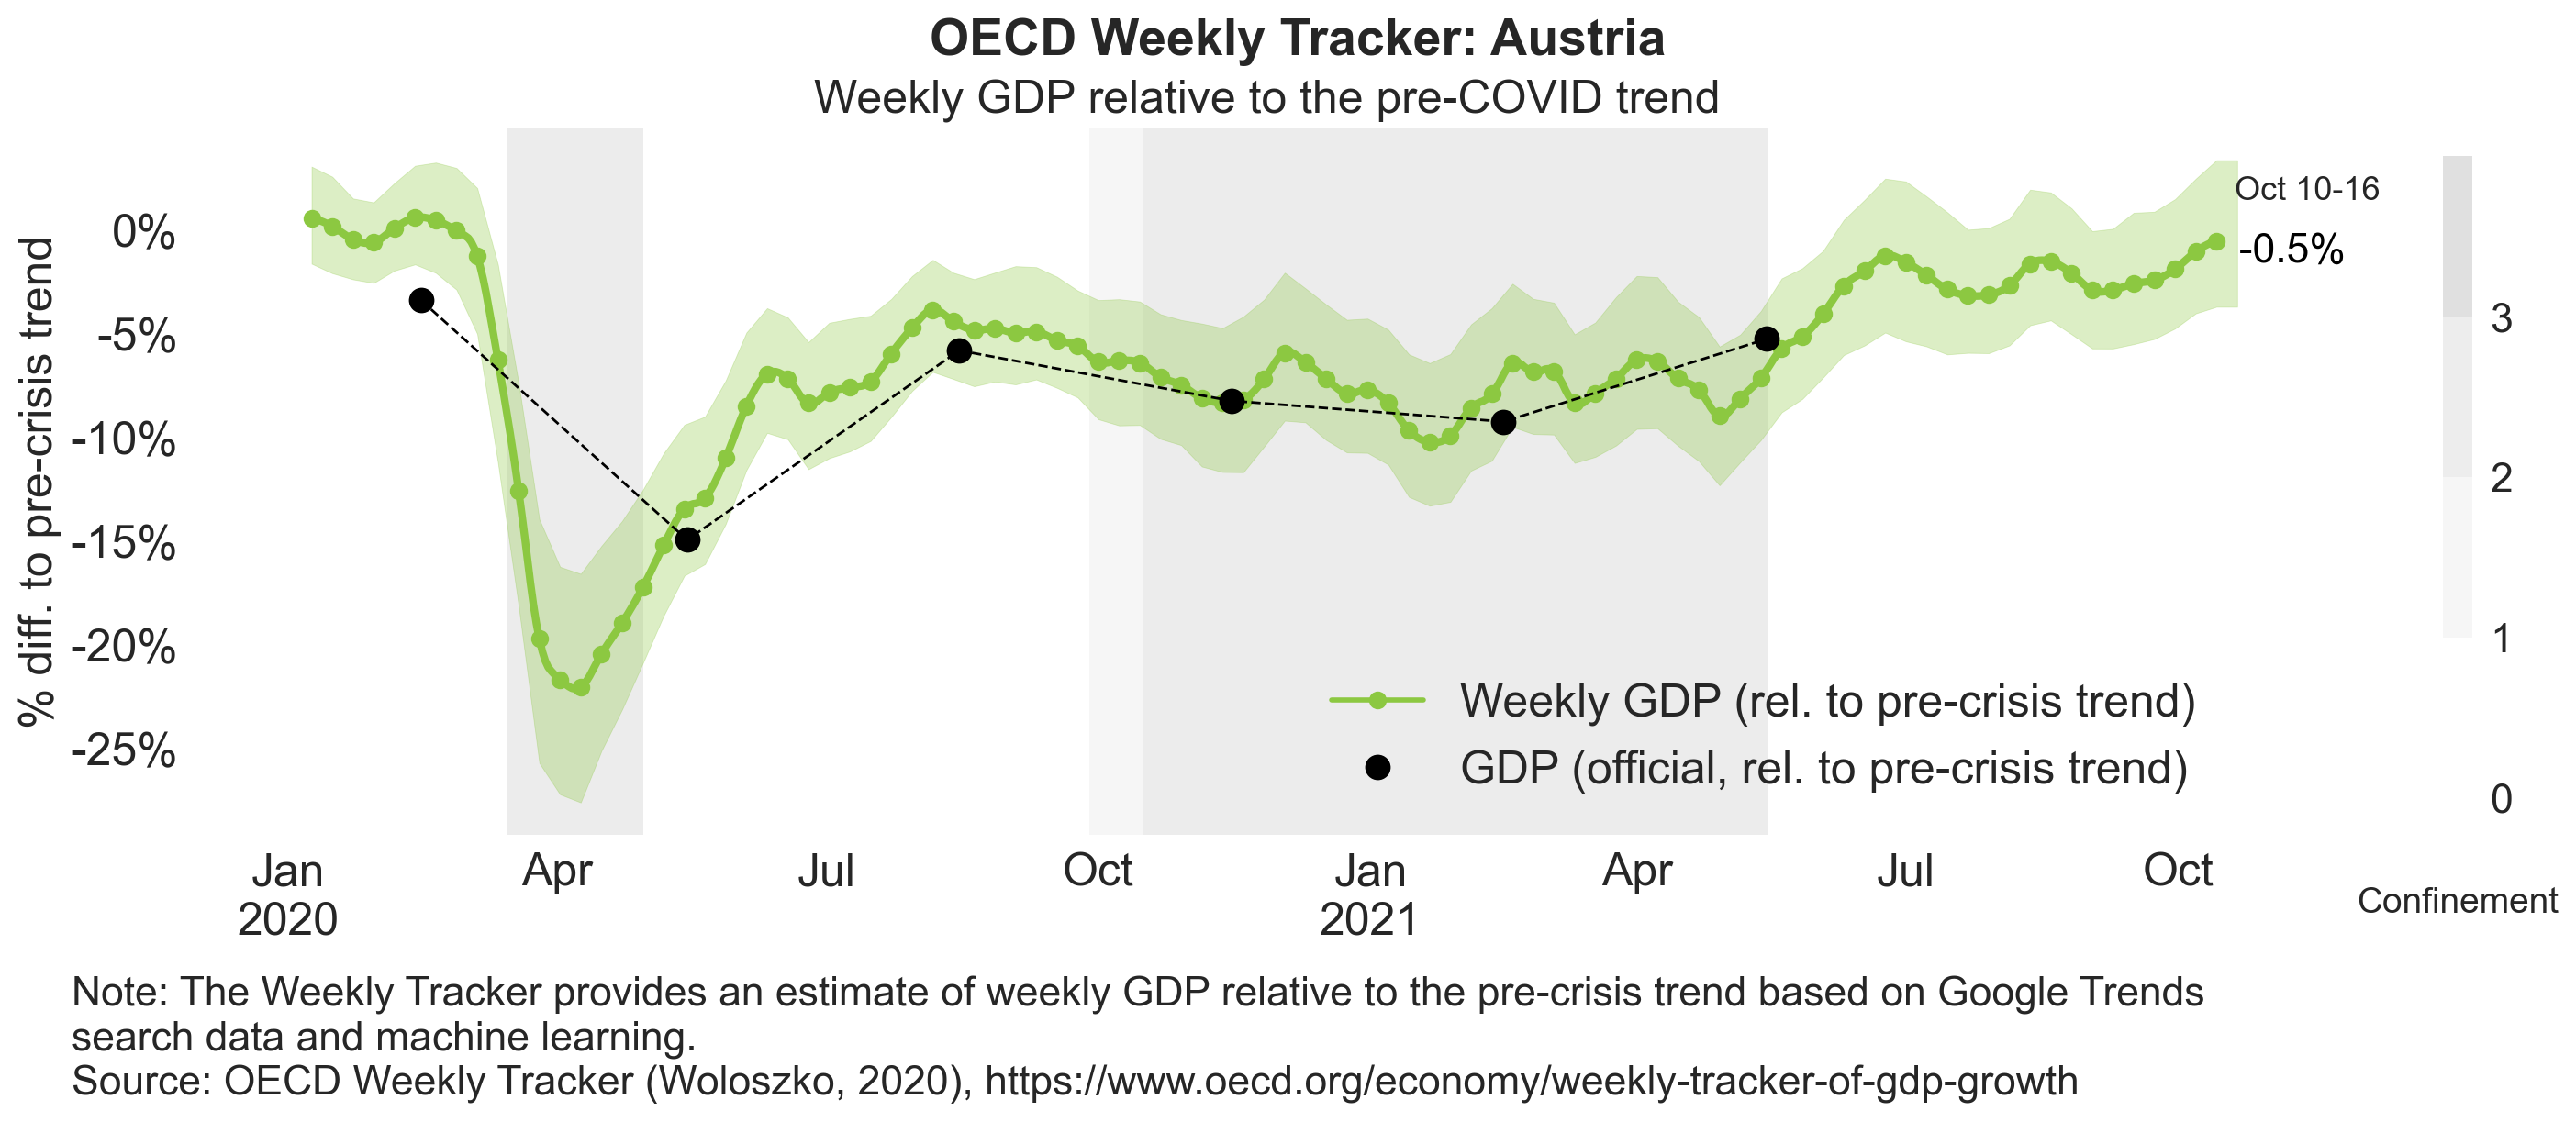 OECD Weekly Tracker: Austria
Weekly GDP relative to the pre-COVID trend
% diff. to pre-crisis trend
0%
-5%
-10%
-15%
-20%
-25%
Oct 10-16
-0.5%
Weekly GDP (rel. to pre-crisis trend)
GDP (official, rel. to pre-crisis trend)
3
2
1
0
Confinement
Jan Apr Jul Oct Jan Apr Jul Oct
2020 2021
Note: The Weekly Tracker provides an estimate of weekly GDP relative to the pre-crisis trend based on Google Trends
search data and machine learning.
Source: OECD Weekly Tracker (Woloszko, 2020), https://www.oecd.org/economy/weekly-tracker-of-gdp-growth